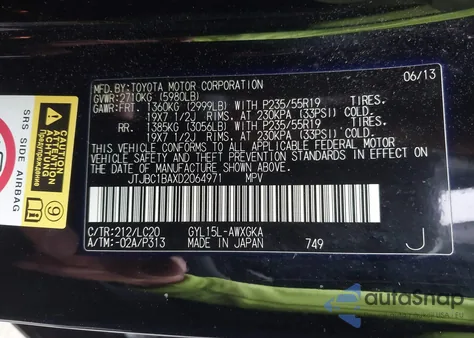 MFD.BY:TOYOTA MOTOR CORPORATION 06/13
GVWR:2710KG (5980LB)
GAWR:FRT. 1360KG (2999LB) WITH P235/55R19 TIRES.
19X7 1/2J RIMS. AT 230KPA (33PSI) COLD
RR. 1385KG (3056LB) WITH P235/55R19 TIRES.
19X7 1/2J RIMS. AT 230KPA (33PSI) COLD
THIS VEHICLE CONFORMS TO ALL APPLICABLE FEDERAL MOTOR
VEHICLE SAFETY AND THEFT PREVENTION STANDARDS IN EFFECT ON
THE DATE OF MANUFACTURE SHOWN ABOVE.
JTJBC1BAXD2064971 MPV
C/TR:212/LC20 GYL15L-AWXGKA
A/TM:-02A/P313 MADE IN JAPAN 749 J
SRS SIDE AIRBAG
CAUTION
Предупреждение
9
autoSnap